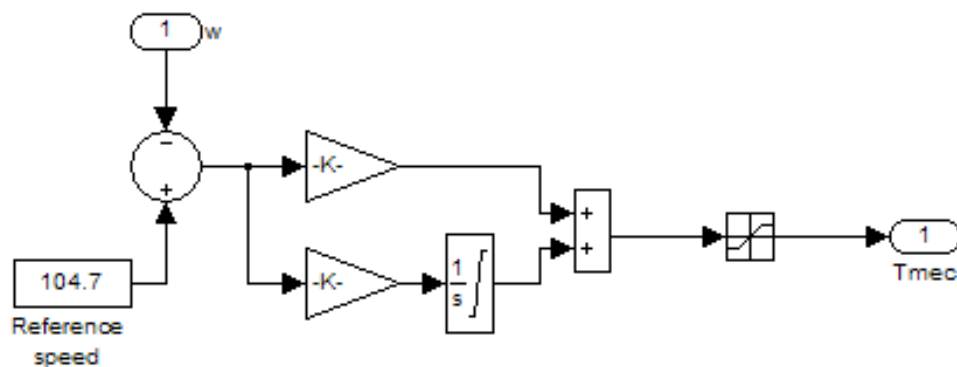 1
w
−
+
-K-
+
+
1
Tmec
-K-
1
s
104.7
Reference
speed